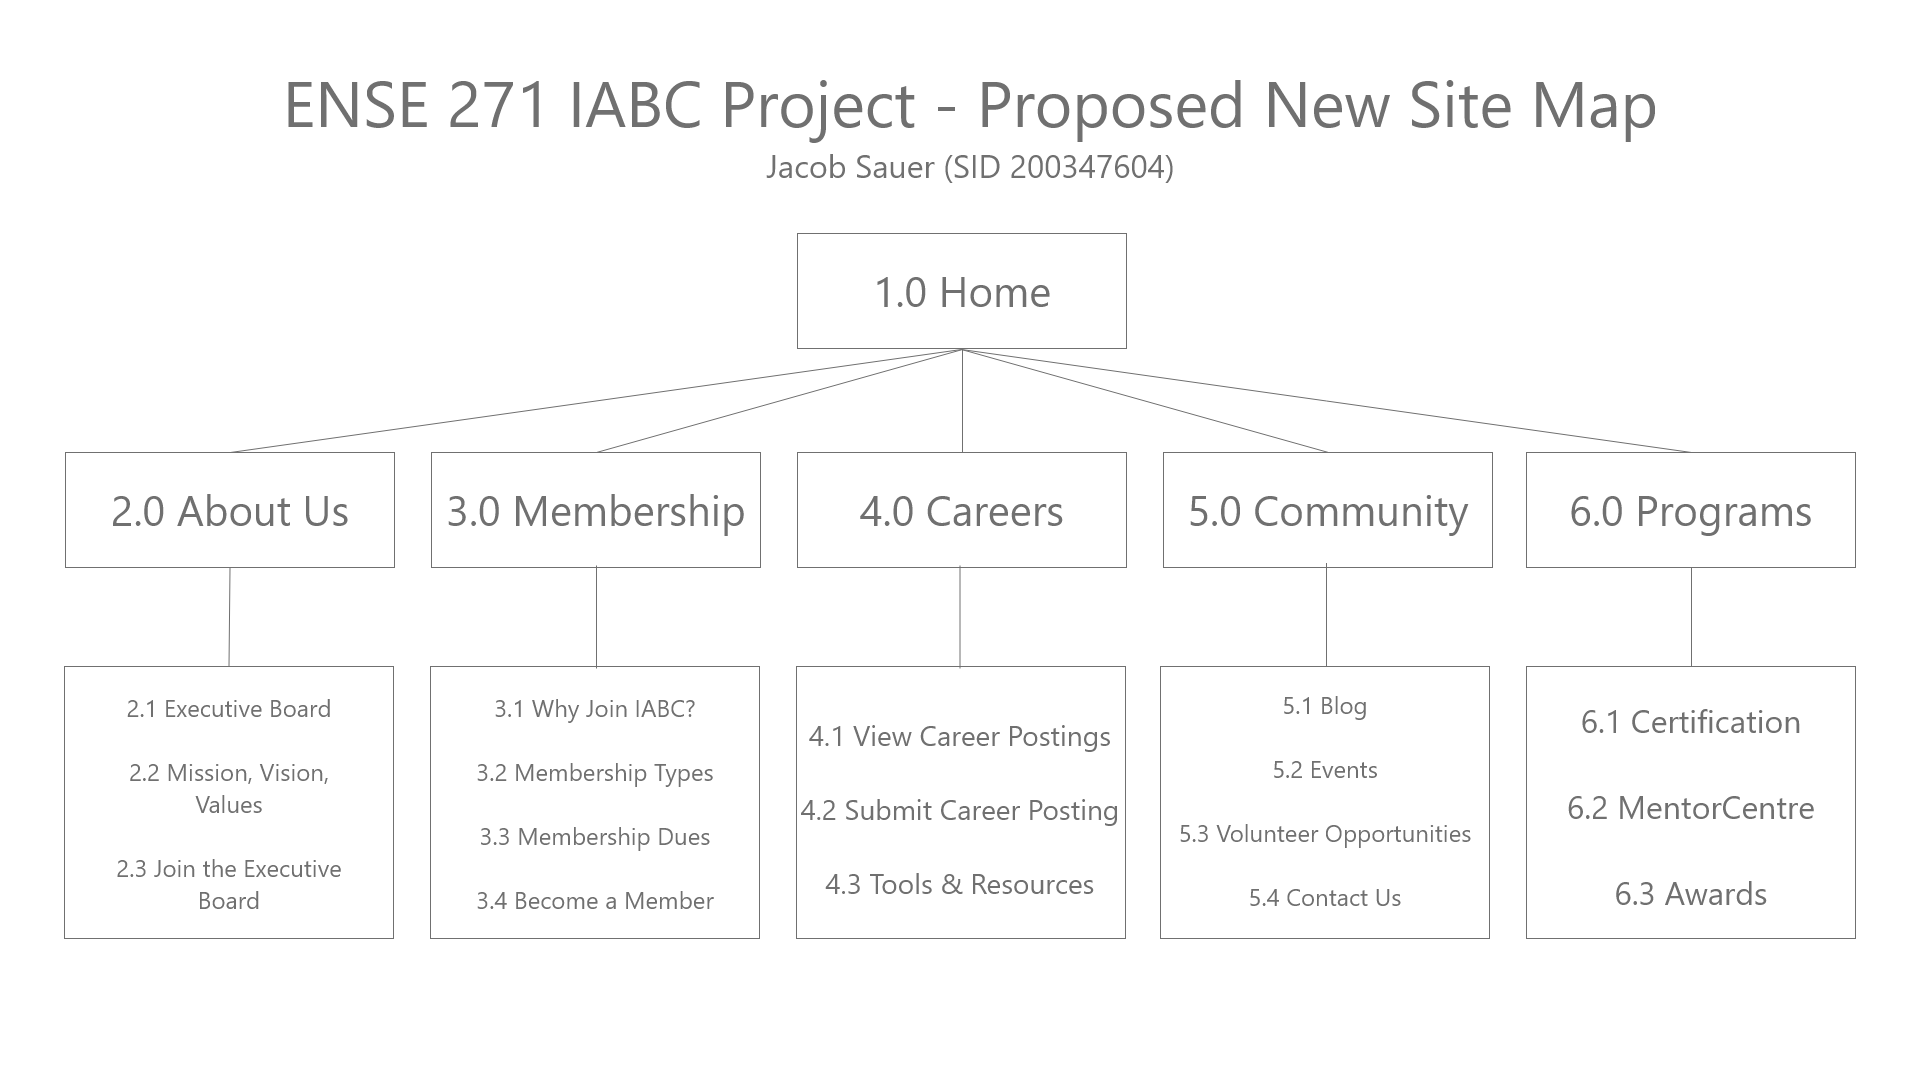 ENSE 271 IABC Project - Proposed New Site Map
Jacob Sauer (SID 200347604)
1.0 Home
2.0 About Us
3.0 Membership
4.0 Careers
5.0 Community
6.0 Programs
2.1 Executive Board
2.2 Mission, Vision,
Values
2.3 Join the Executive
Board
3.1 Why Join IABC?
3.2 Membership Types
3.3 Membership Dues
3.4 Become a Member
4.1 View Career Postings
4.2 Submit Career Posting
4.3 Tools & Resources
5.1 Blog
5.2 Events
5.3 Volunteer Opportunities
5.4 Contact Us
6.1 Certification
6.2 MentorCentre
6.3 Awards